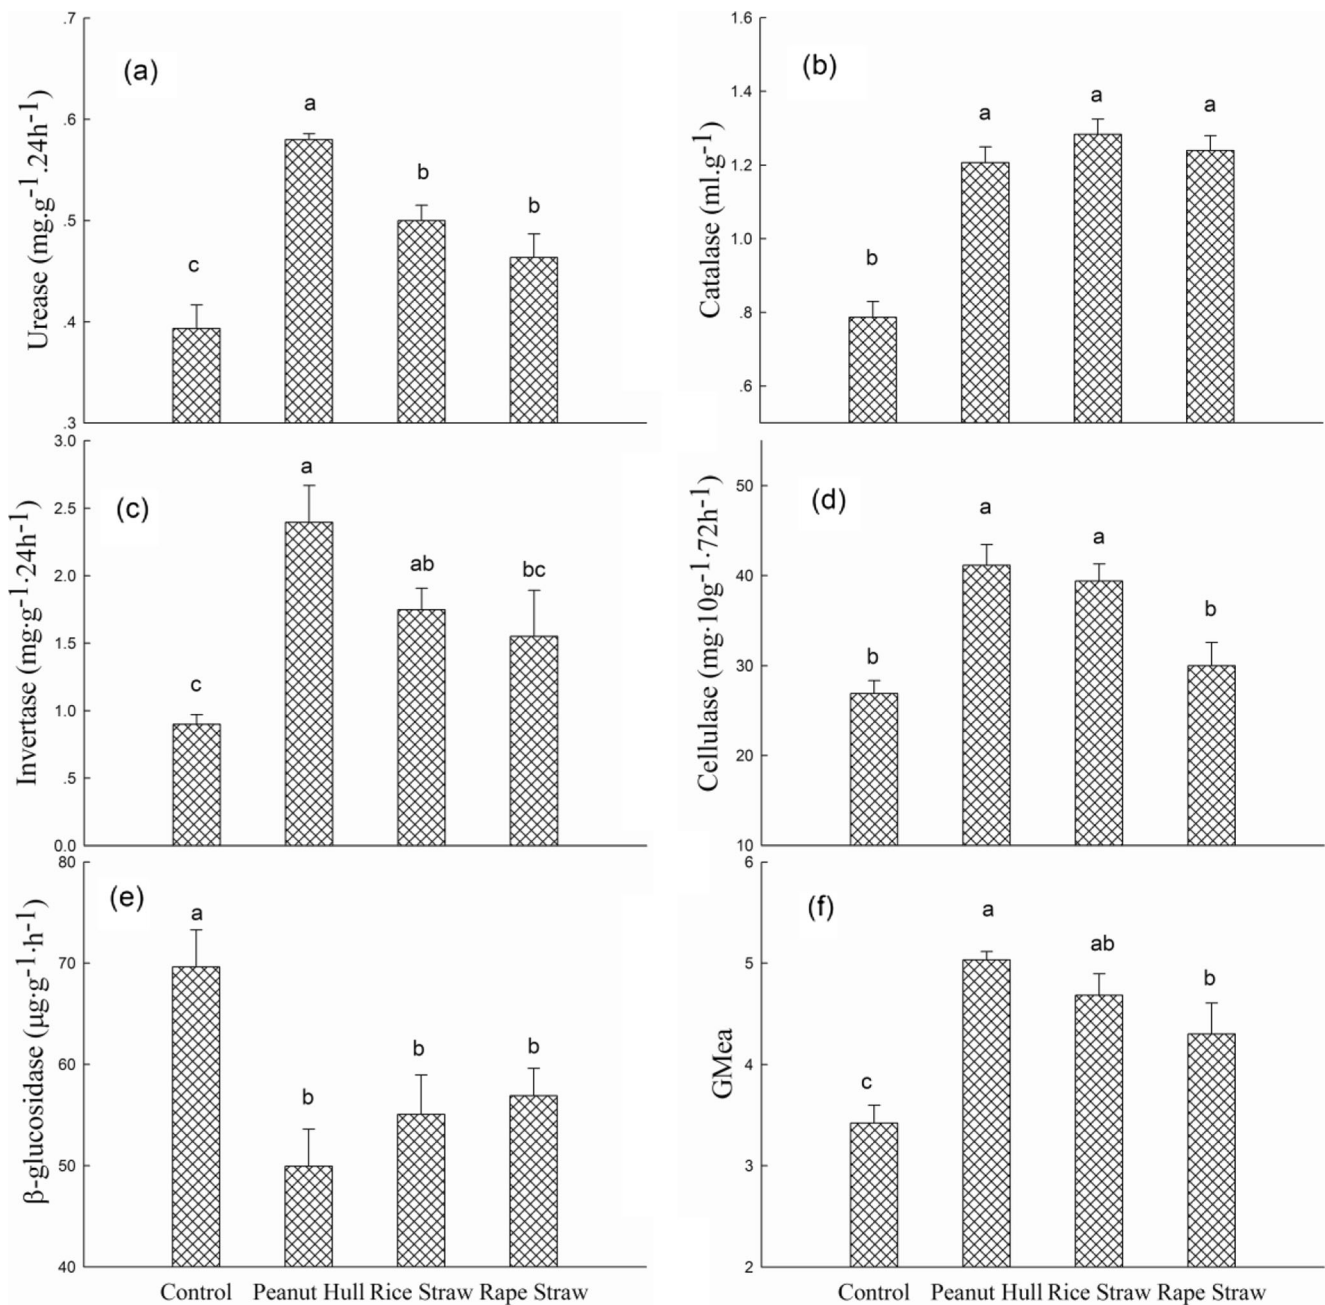 (a)
Urease (mg.g-1.24h-1)
.7
.6
.5
.4
.3
c
a
b
b
(b)
Catalase (ml.g-1)
1.6
1.4
1.2
1.0
.8
.6
b
a
a
a
(c)
Invertase (mg·g-1·24h-1)
3.0
2.5
2.0
1.5
1.0
.5
0.0
c
a
ab
bc
(d)
Cellulase (mg·10g-1·72h-1)
50
40
30
20
10
b
a
a
b
(e)
β-glucosidase (μg·g-1·h-1)
80
70
60
50
40
a
b
b
b
Control Peanut Hull Rice Straw Rape Straw
(f)
GMea
6
5
4
3
2
c
a
ab
b
Control Peanut Hull Rice Straw Rape Straw